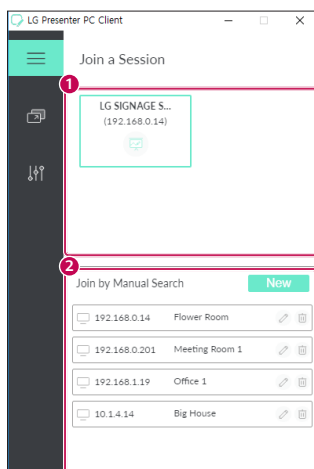 LG Presenter PC Client
Join a Session
1
LG SIGNAGE S...
(192.168.0.14)
2
Join by Manual Search
New
192.168.0.14 Flower Room
192.168.0.201 Meeting Room 1
192.168.1.19 Office 1
10.1.4.14 Big House